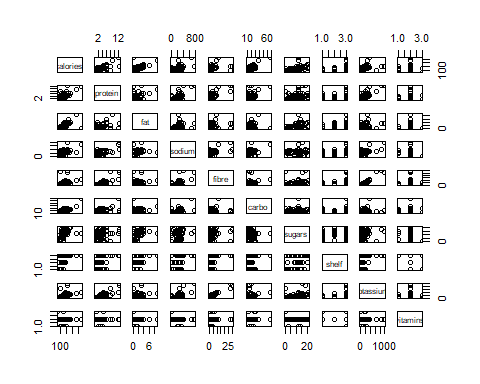 2 12 0 800 10 60 1.0 3.0 1.0 3.0
calories 100
2 protein
fat 0
0 sodium
fibre 0
10 carbo
sugars 0
1.0 shelf
potassium 0
1.0 vitamins
100 0 6 0 25 0 20 0 1000